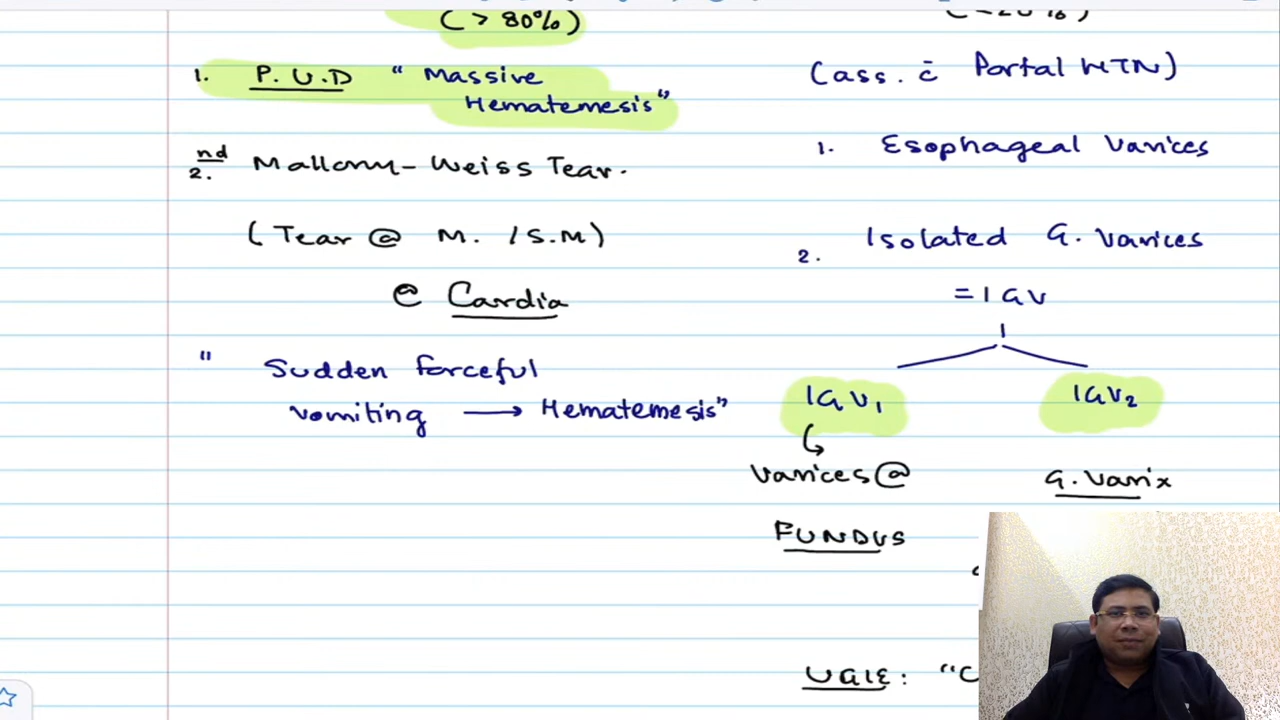 (> 80%)
1. P.U.D " Massive
Hematemesis"
2nd. Mallory-Weiss Tear.
(Tear @ M. / S.M)
@ Cardia
" Sudden forceful
vomiting → Hematemesis"
(ass. c̄ Portal HTN)
1. Esophageal Varices
2. Isolated G. Varices
= IGV
IGV₁ IGV₂
Varices @
FUNDUS
G. Varix
UGIE: "C